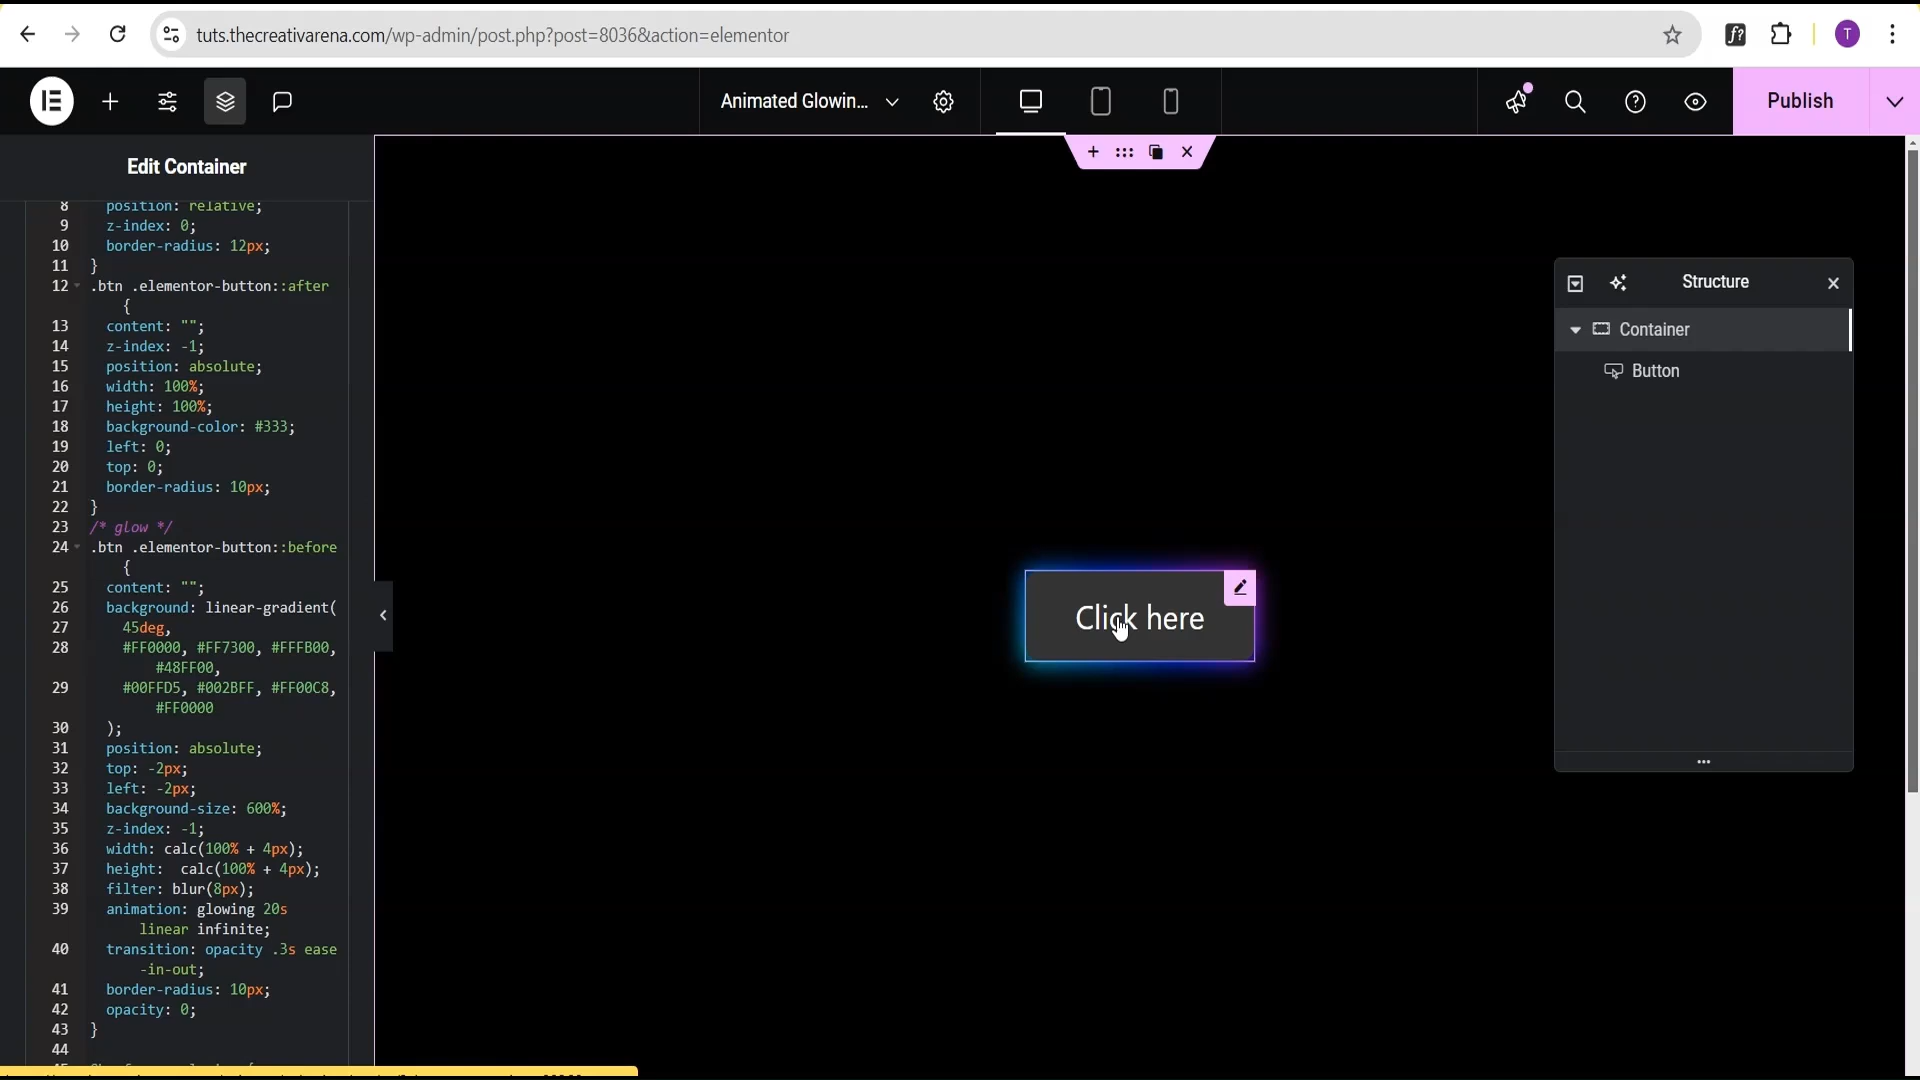 tuts.thecreativarena.com/wp-admin/post.php?post=8036&action=elementor
Animated Glowin...
Publish
Edit Container
8 position: relative;
9 z-index: 0;
10 border-radius: 12px;
11 }
12 .btn .elementor-button::after
{
13 content: "";
14 z-index: -1;
15 position: absolute;
16 width: 100%;
17 height: 100%;
18 background-color: #333;
19 left: 0;
20 top: 0;
21 border-radius: 10px;
22 }
23 /* glow */
24 .btn .elementor-button::before
{
25 content: "";
26 background: linear-gradient(
27 45deg,
28 #FF0000, #FF7300, #FFFB00,
#48FF00,
29 #00FFD5, #002BFF, #FF00C8,
#FF0000
30 );
31 position: absolute;
32 top: -2px;
33 left: -2px;
34 background-size: 600%;
35 z-index: -1;
36 width: calc(100% + 4px);
37 height:  calc(100% + 4px);
38 filter: blur(8px);
39 animation: glowing 20s
linear infinite;
40 transition: opacity .3s ease
-in-out;
41 border-radius: 10px;
42 opacity: 0;
43 }
44
Click here
Structure
Container
Button
T